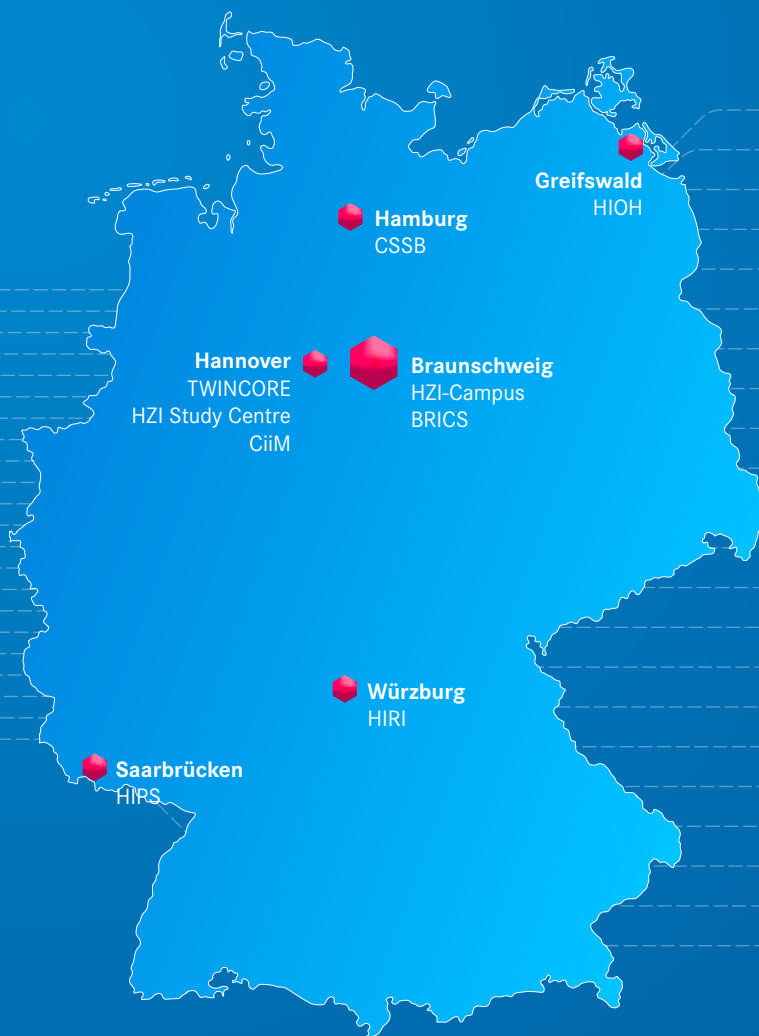 Greifswald
HIOH
Hamburg
CSSB
Hannover
TWINCORE
HZI Study Centre
CiiM
Braunschweig
HZI-Campus
BRICS
Würzburg
HIRI
Saarbrücken
HIPS